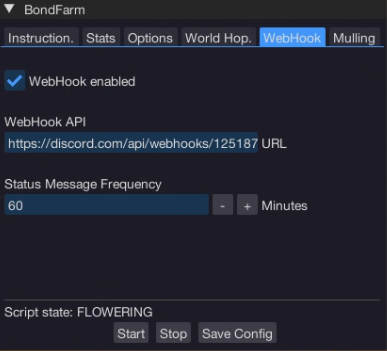 BondFarm
Instruction. Stats Options World Hop. WebHook Mulling
WebHook enabled
WebHook API
https://discord.com/api/webhooks/125187 URL
Status Message Frequency
60 - + Minutes
Script state: FLOWERING
Start Stop Save Config